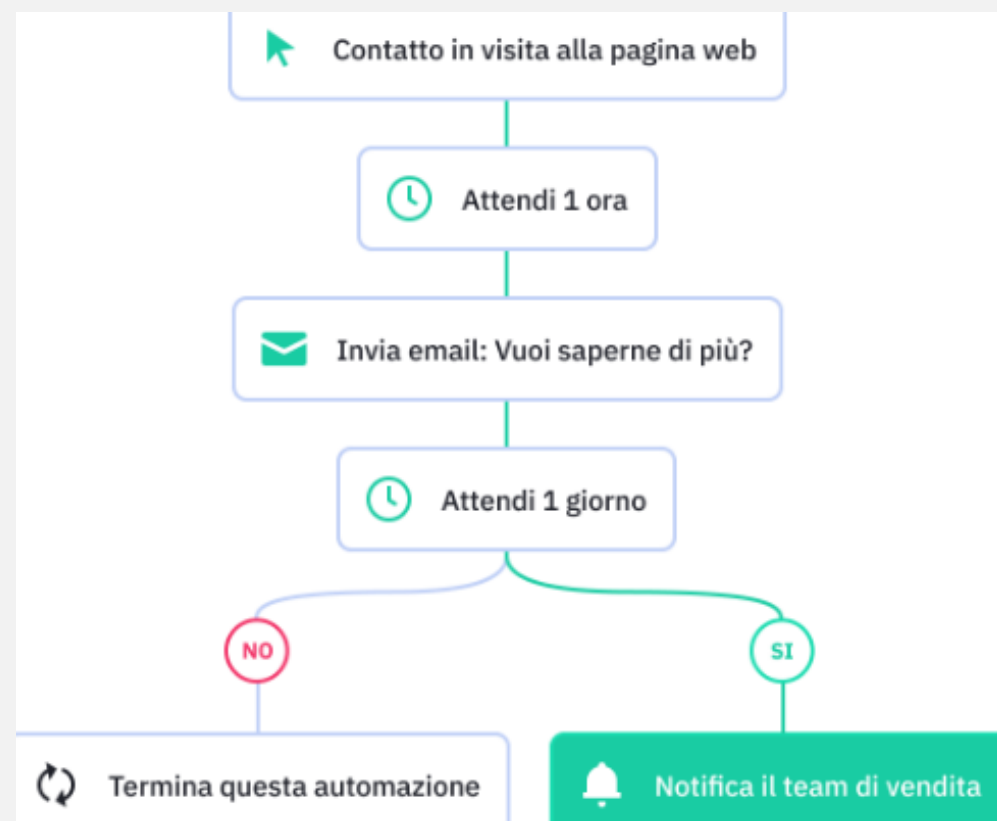 Contatto in visita alla pagina web
Attendi 1 ora
Invia email: Vuoi saperne di più?
Attendi 1 giorno
NO
SI
Termina questa automazione
Notifica il team di vendita